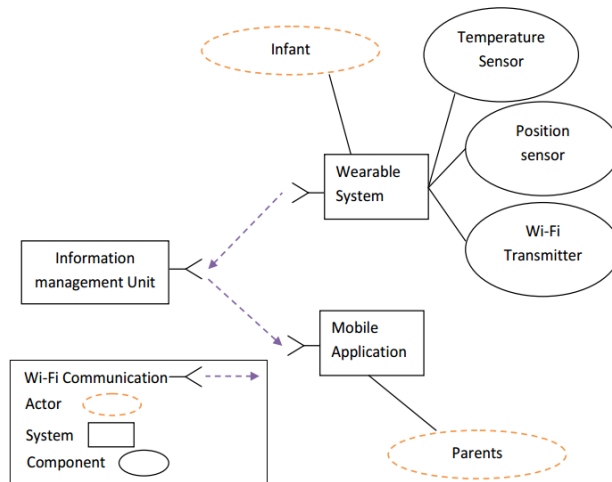 Infant
Temperature
Sensor
Position
sensor
Wearable
System
Wi-Fi
Transmitter
Information
management Unit
Mobile
Application
Wi-Fi Communication
Actor
System
Component
Parents